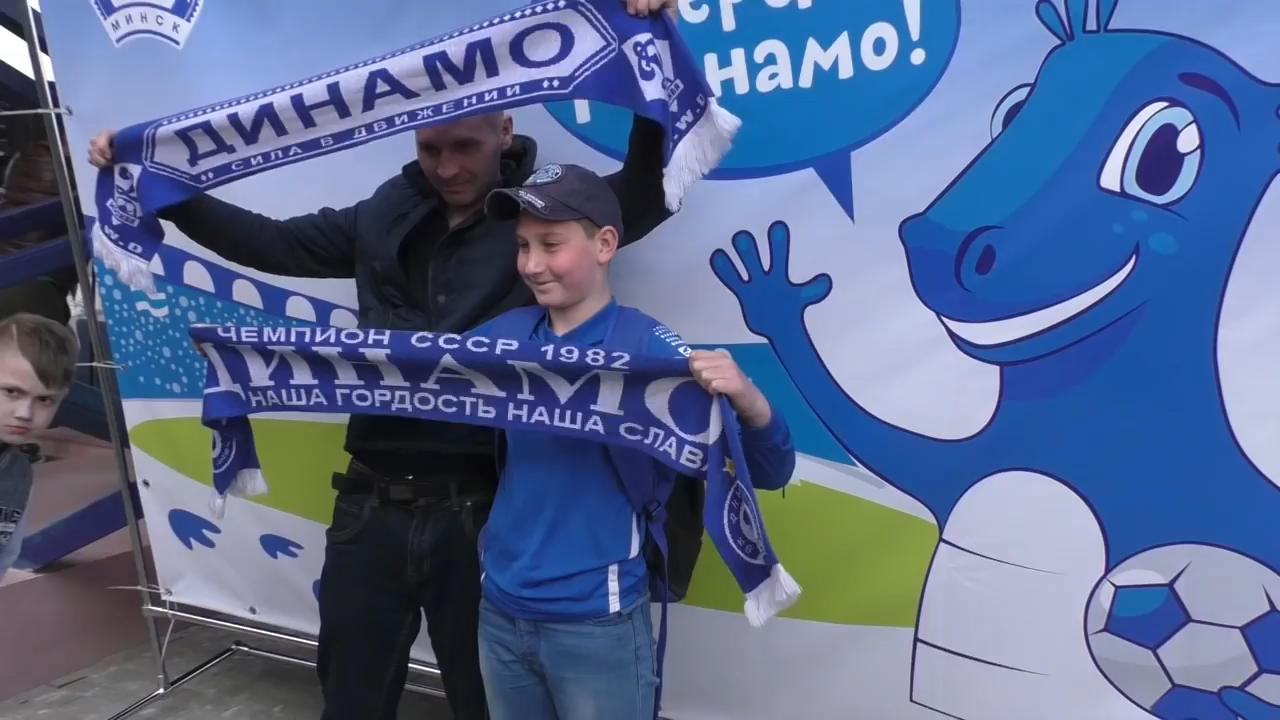 МИНСК
ДИНАМО
СИЛА В ДВИЖЕНИИ
W.D
W.D
намо!
ЧЕМПИОН СССР 1982
ДИНАМО
НАША ГОРДОСТЬ НАША СЛАВА